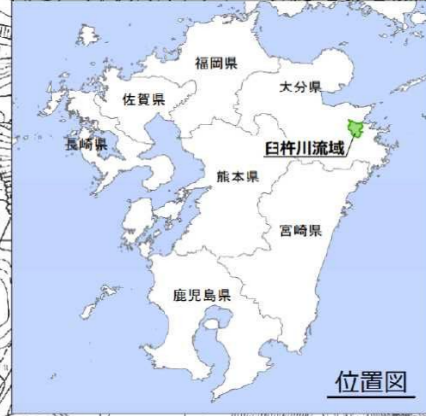 福岡県
大分県
佐賀県
臼杵川流域
長崎県
熊本県
宮崎県
鹿児島県
位置図